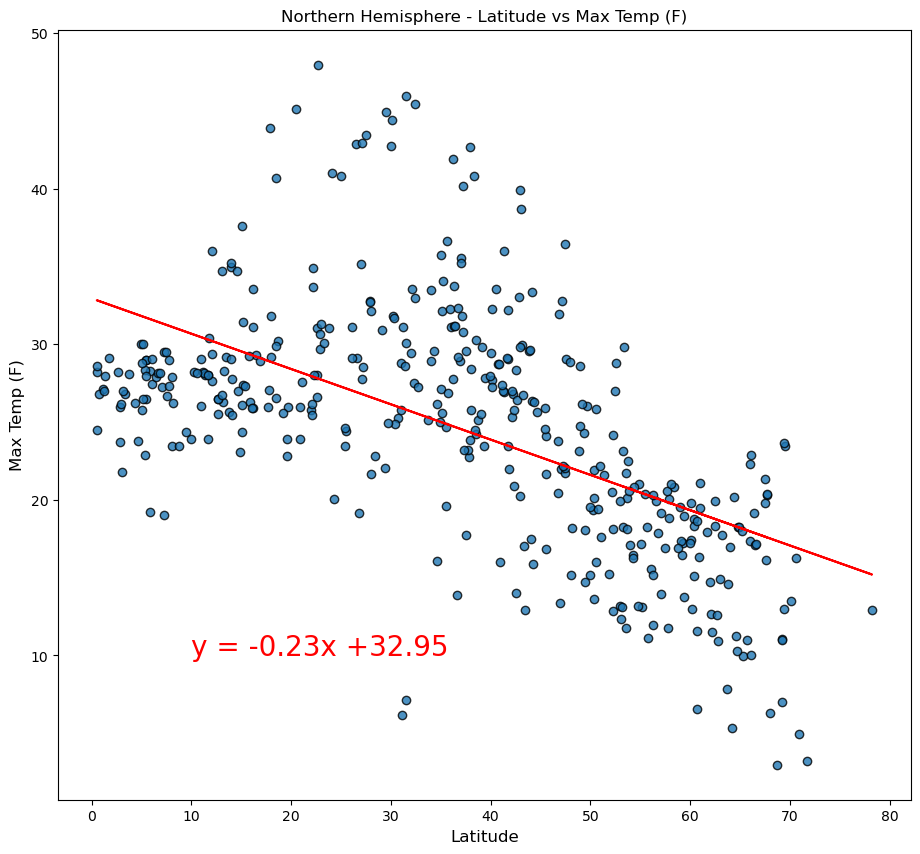 Northern Hemisphere - Latitude vs Max Temp (F)
50
40
30
20
10
Max Temp (F)
y = -0.23x +32.95
0 10 20 30 40 50 60 70 80
Latitude